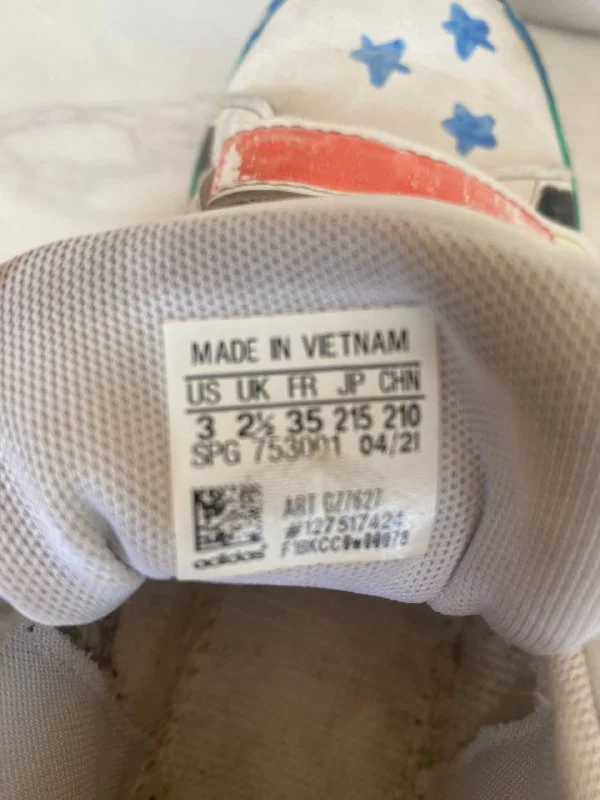 MADE IN VIETNAM
US UK FR JP CHN
3 2½ 35 215 210
SPG 753001 04/21
ART GZ7627
#127517424
adidas